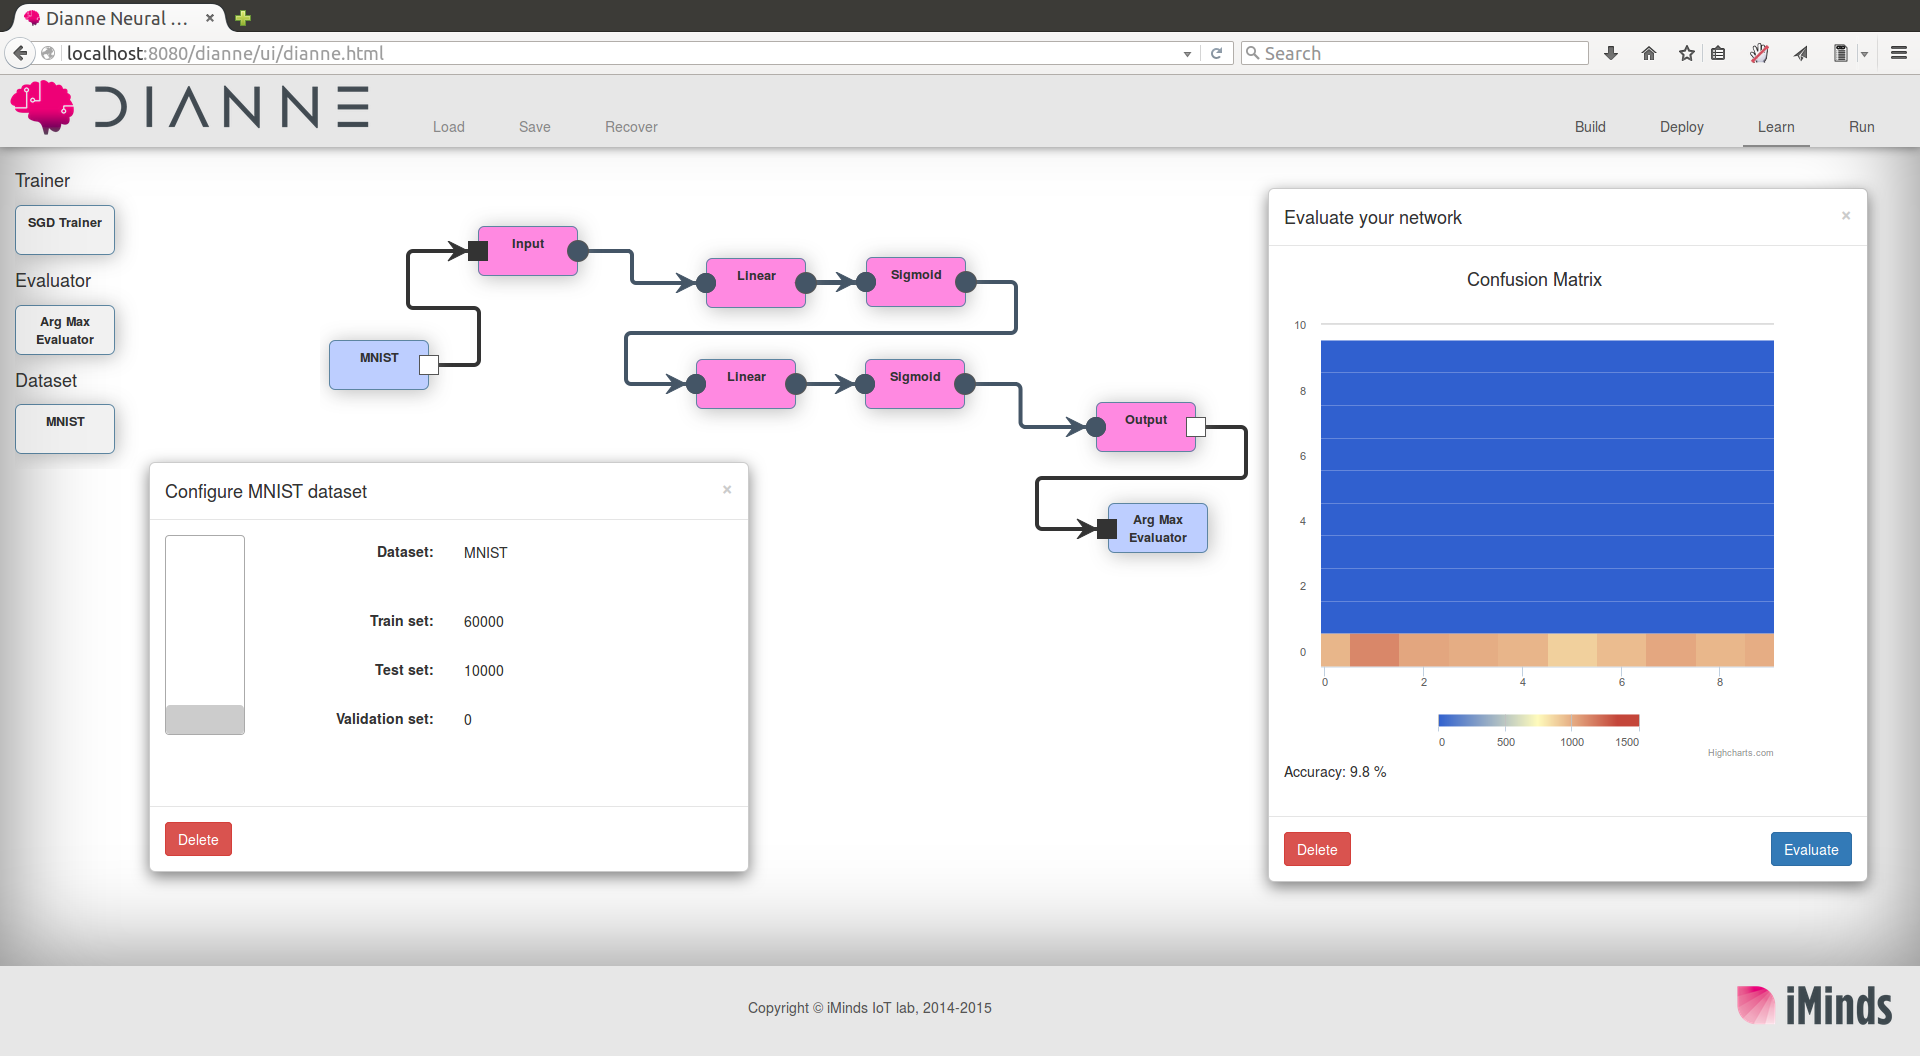 Dianne Neural ...
localhost:8080/dianne/ui/dianne.html
Search
DIANNE
Load Save Recover
Build Deploy Learn Run
Trainer
SGD Trainer
Evaluator
Arg Max
Evaluator
Dataset
MNIST
Input
Linear
Sigmoid
MNIST
Linear
Sigmoid
Output
Arg Max
Evaluator
Configure MNIST dataset
Dataset: MNIST
Train set: 60000
Test set: 10000
Validation set: 0
Delete
Evaluate your network
Confusion Matrix
10
8
6
4
2
0
0 2 4 6 8
0 500 1000 1500
Highcharts.com
Accuracy: 9.8 %
Delete
Evaluate
Copyright © iMinds IoT lab, 2014-2015
iMinds